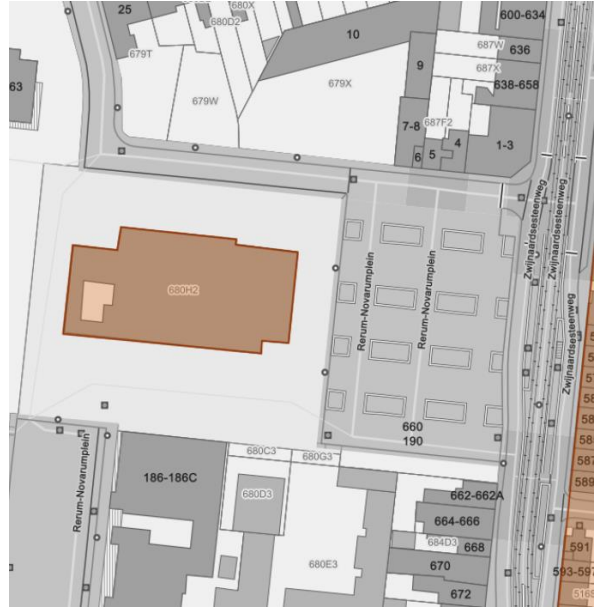 25
680X
680D2
600-634
679T
10
636
687W
9
63
679W
679X
687X
638-658
687F2
7-8
4
1-3
6
5
Zwijnaardsesteenweg
Zwijnaardsesteenweg
Rerum-Novarumplein
Rerum-Novarumplein
680H2
Zwijnaardsesteenweg
660
190
587
589
Rerum-Novarumplein
680C3
680G3
186-186C
680D3
662-662A
664-666
684D3
668
591
680E3
670
593-597
672